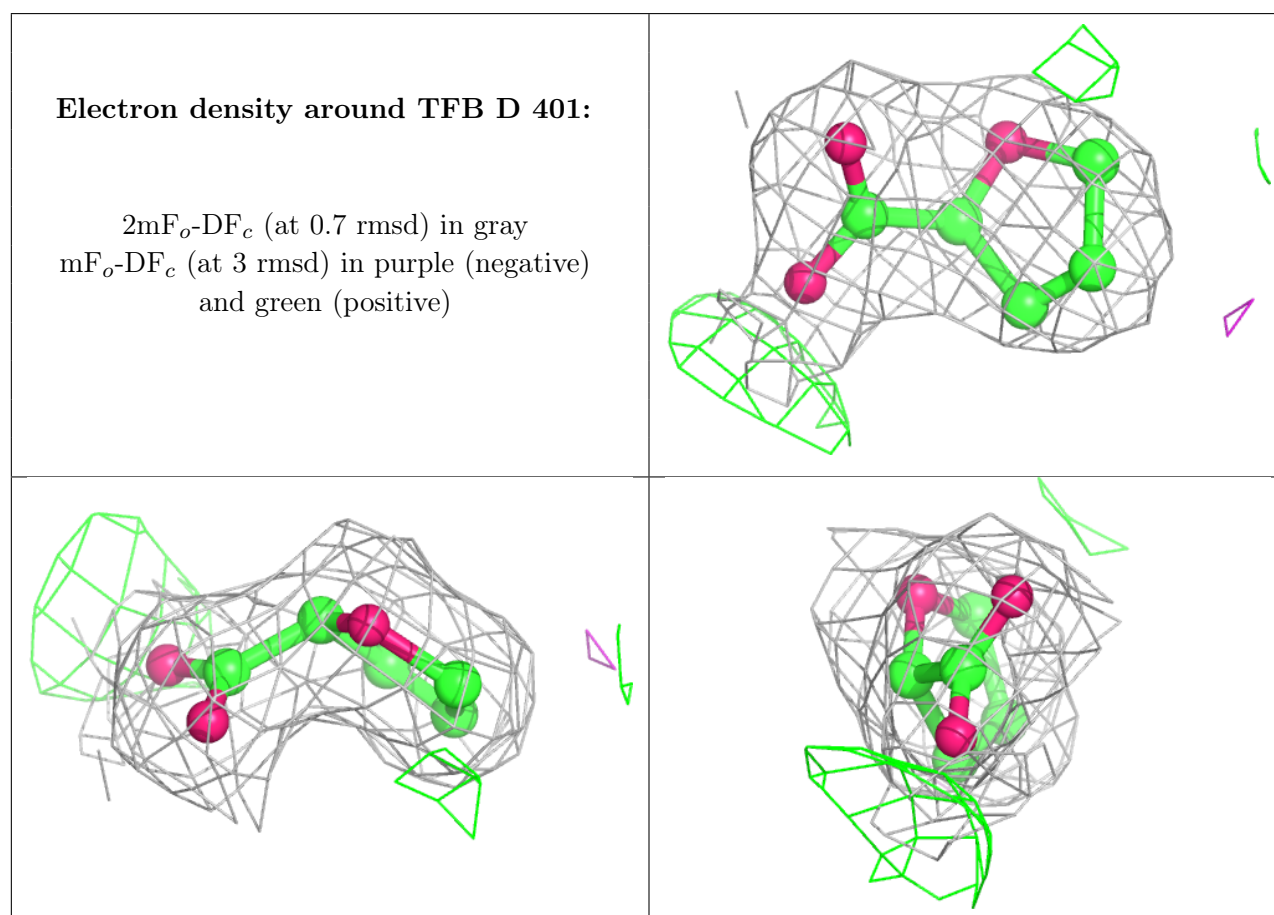 Electron density around TFB D 401:
2mFo-DFc (at 0.7 rmsd) in gray
mFo-DFc (at 3 rmsd) in purple (negative)
and green (positive)